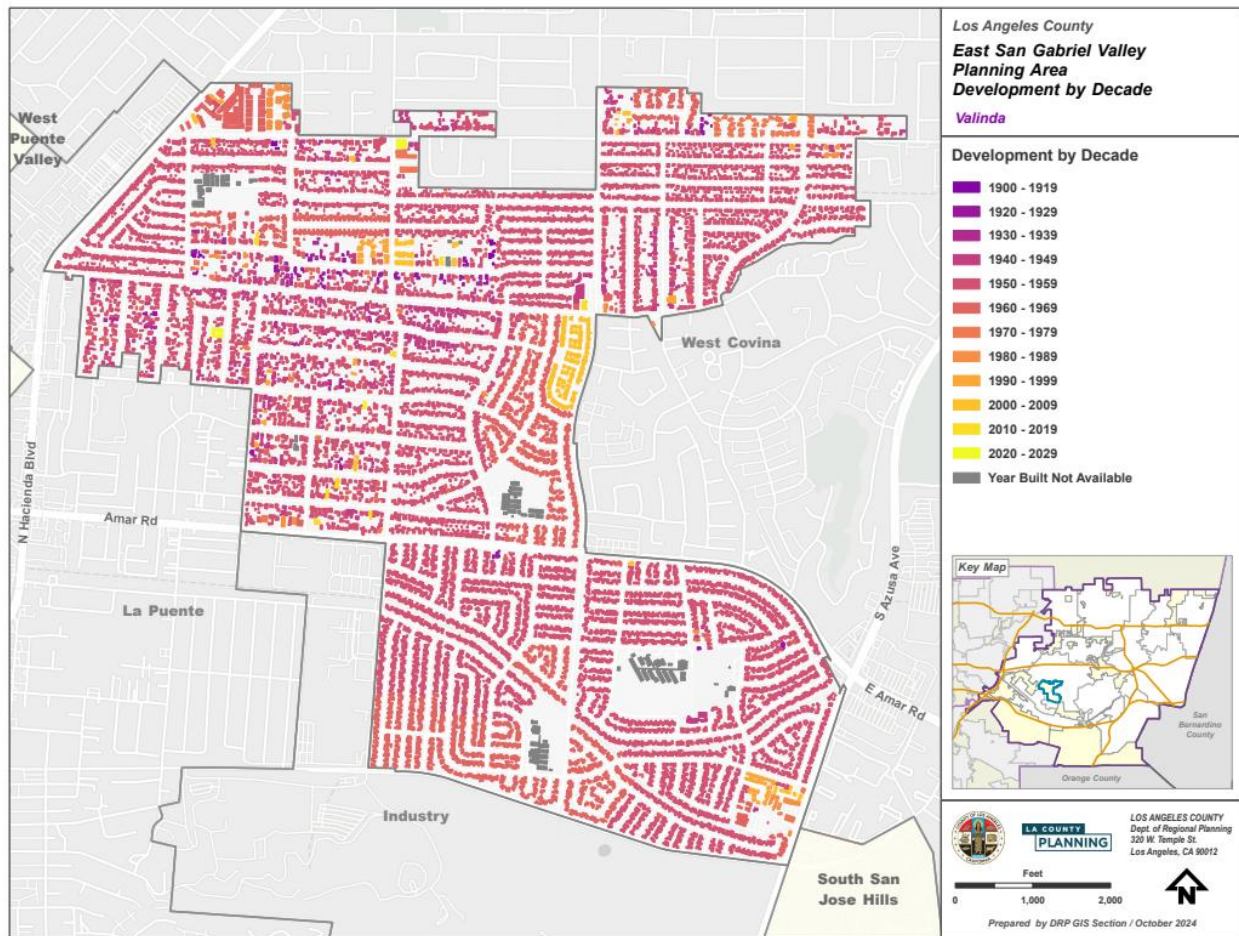 Los Angeles County
East San Gabriel Valley
Planning Area
Development by Decade
Valinda
Development by Decade
1900 - 1919
1920 - 1929
1930 - 1939
1940 - 1949
1950 - 1959
1960 - 1969
1970 - 1979
1980 - 1989
1990 - 1999
2000 - 2009
2010 - 2019
2020 - 2029
Year Built Not Available
West
Puente
Valley
West Covina
N Hacienda Blvd
Amar Rd
La Puente
S Azusa Ave
E Amar Rd
Industry
South San
Jose Hills
Key Map
San
Bernardino
County
Orange County
LA COUNTY
PLANNING
LOS ANGELES COUNTY
Dept. of Regional Planning
320 W. Temple St.
Los Angeles, CA 90012
Feet
0 1,000 2,000
N
Prepared by DRP GIS Section / October 2024